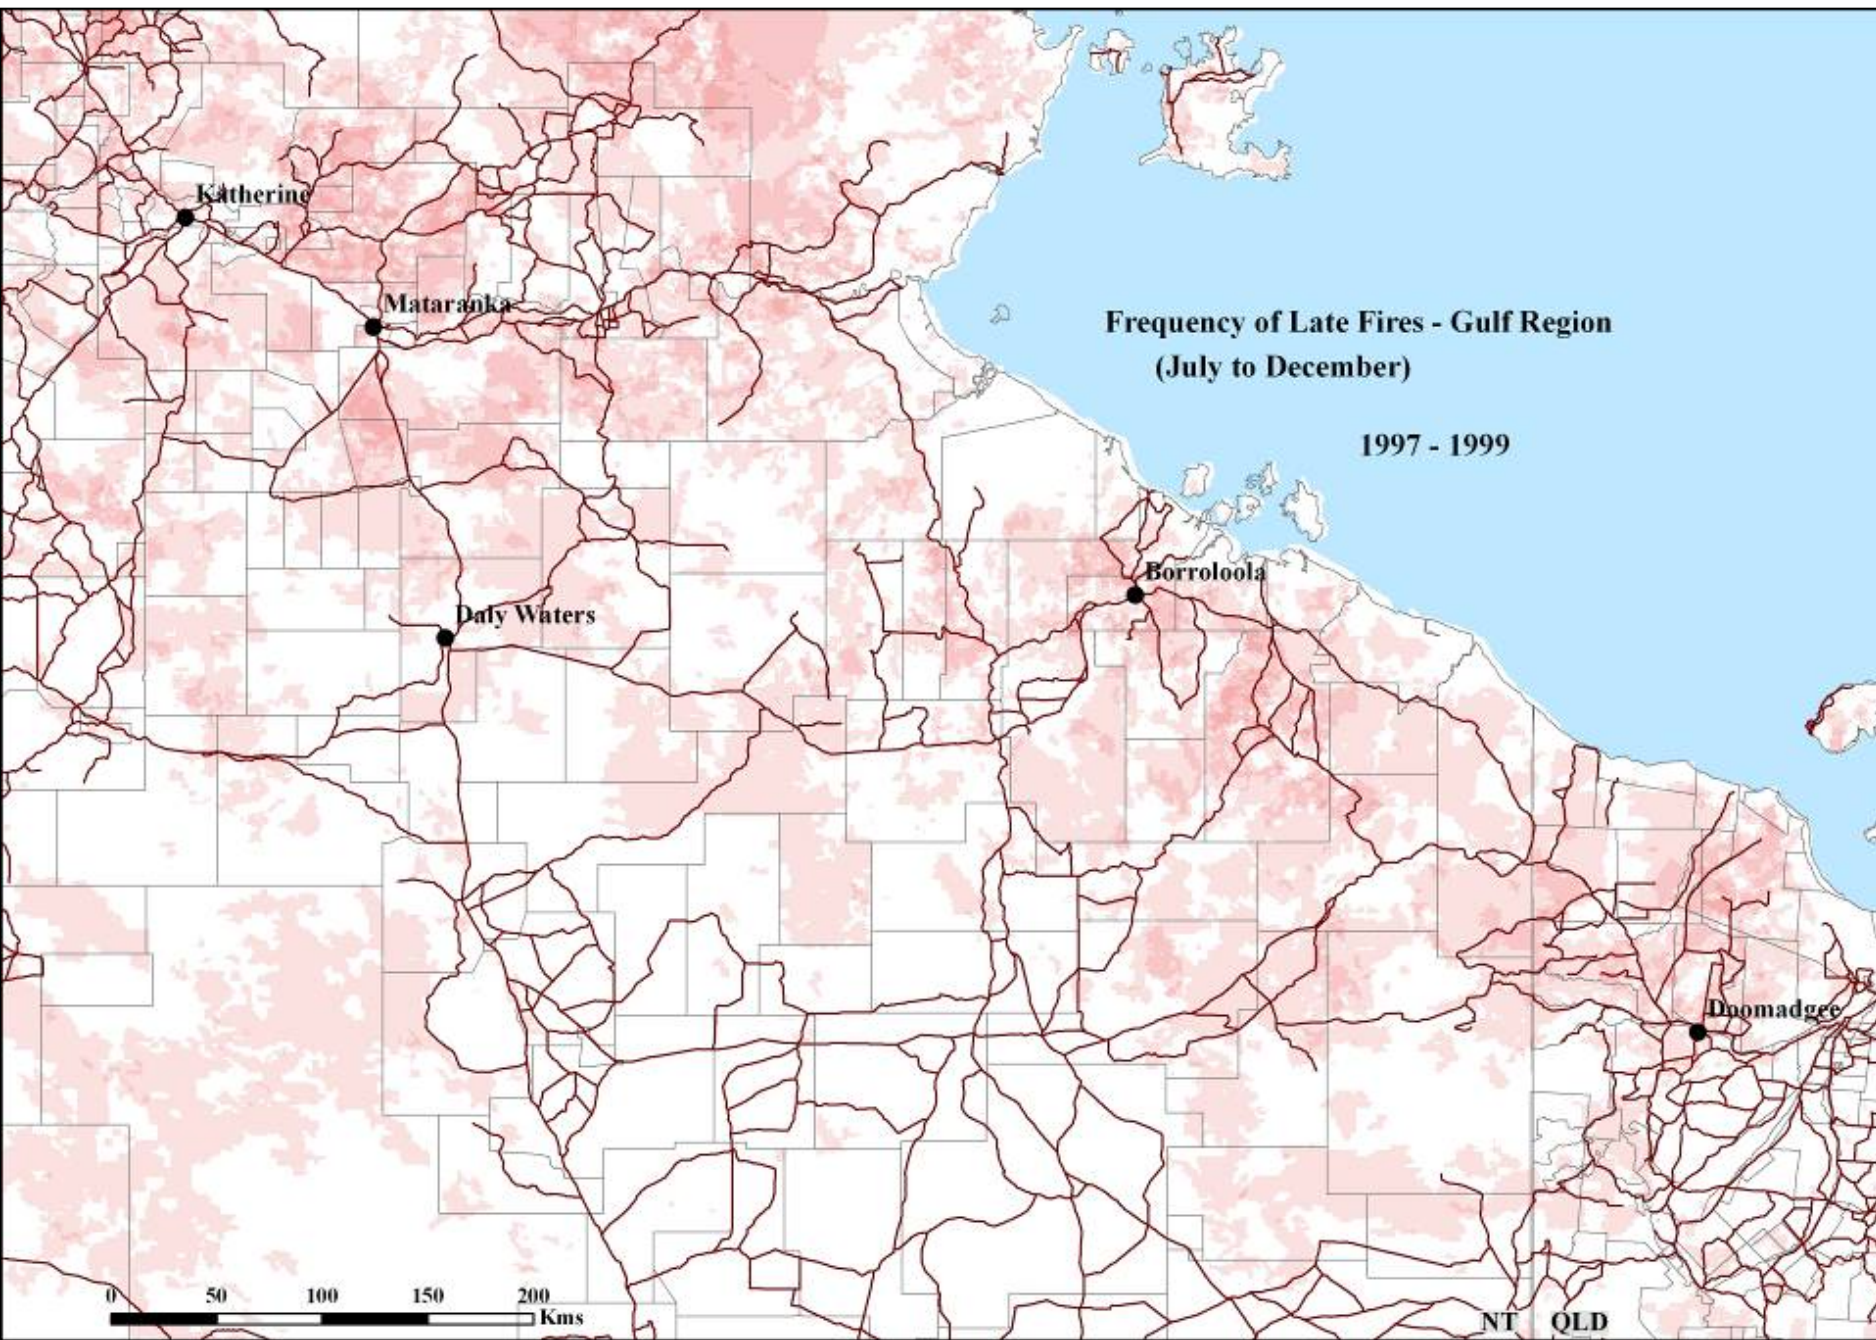 Katherine
Mataranka
Frequency of Late Fires - Gulf Region
(July to December)
1997 - 1999
Borroloola
Daly Waters
Doomadgee
0 50 100 150 200
Kms
NT QLD